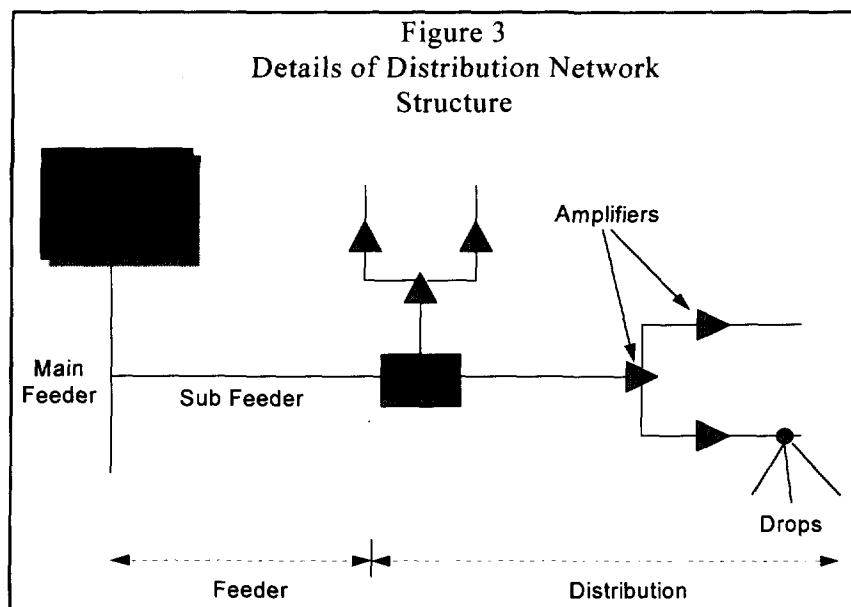 Figure 3
Details of Distribution Network
Structure
Amplifiers
Main
Feeder
Sub Feeder
Drops
Feeder
Distribution